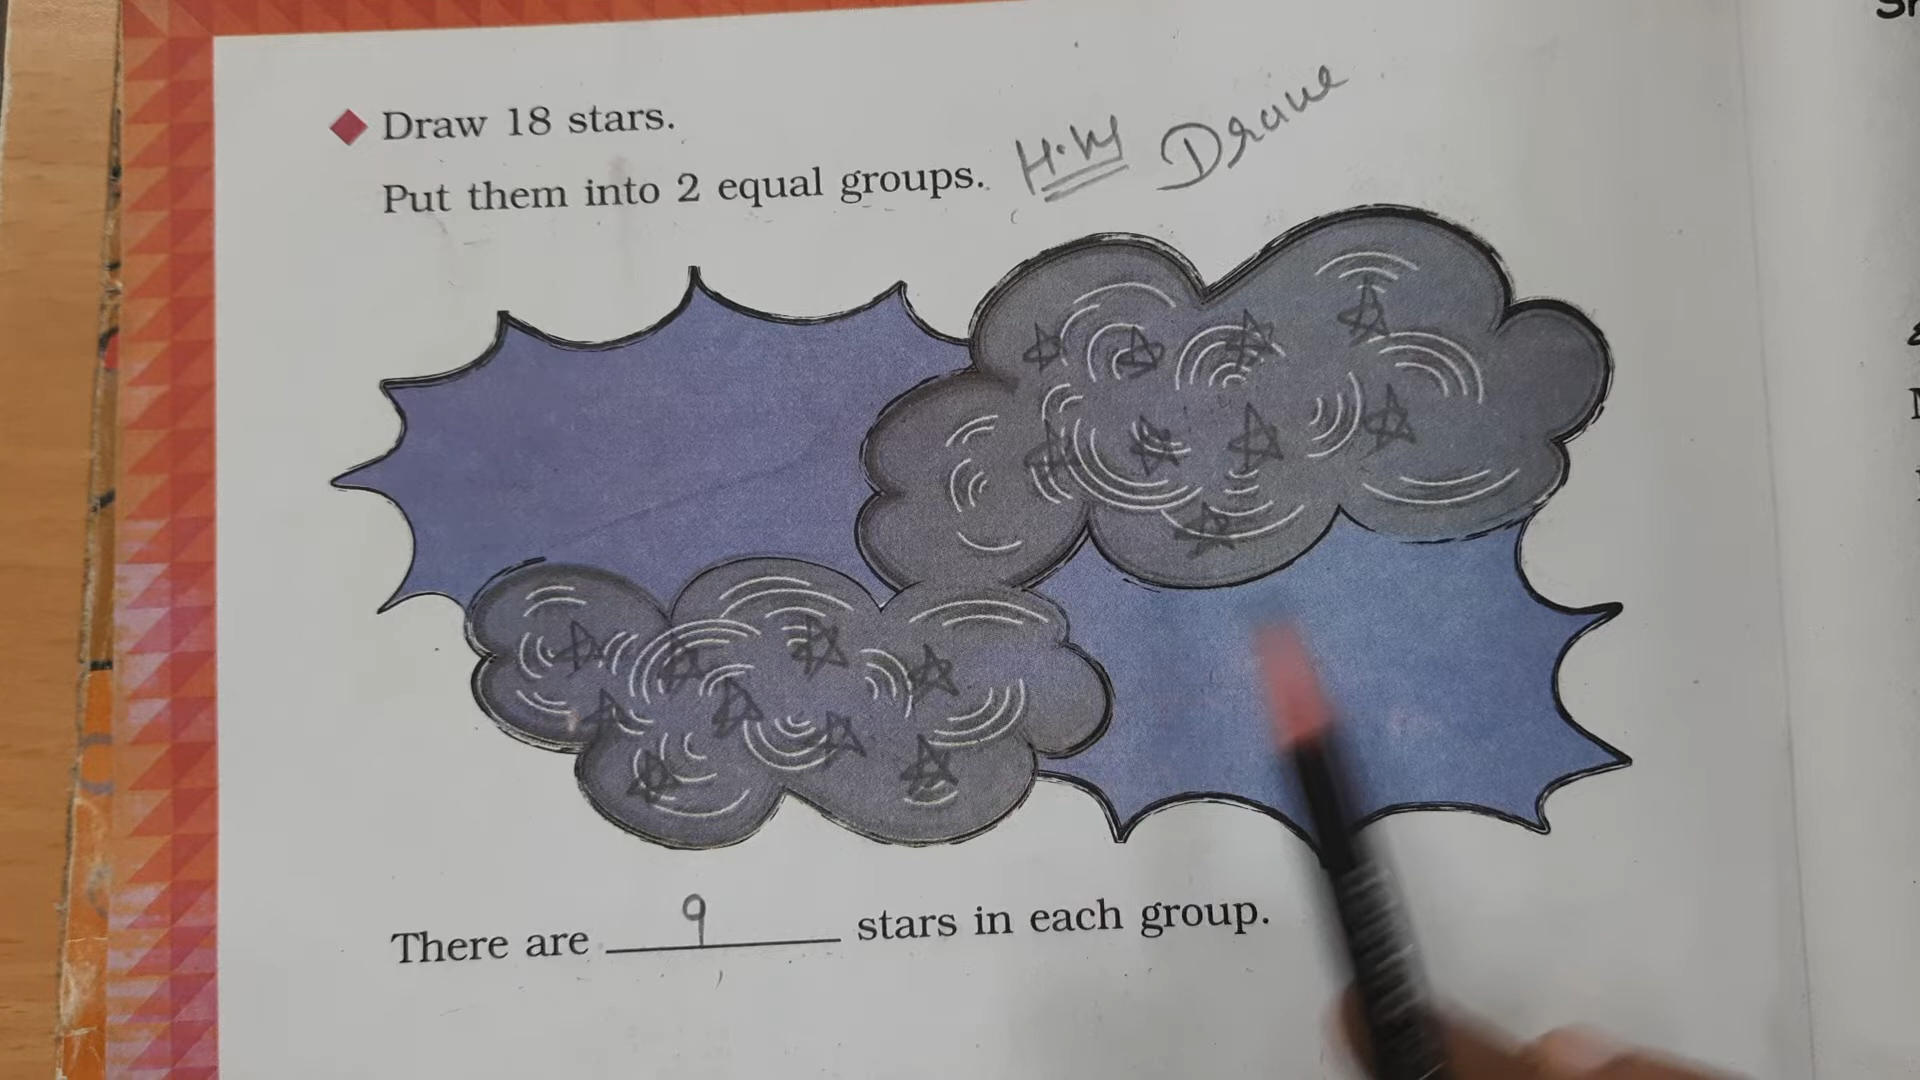 Draw 18 stars.
Put them into 2 equal groups. H.W Draw
There are 9 stars in each group.